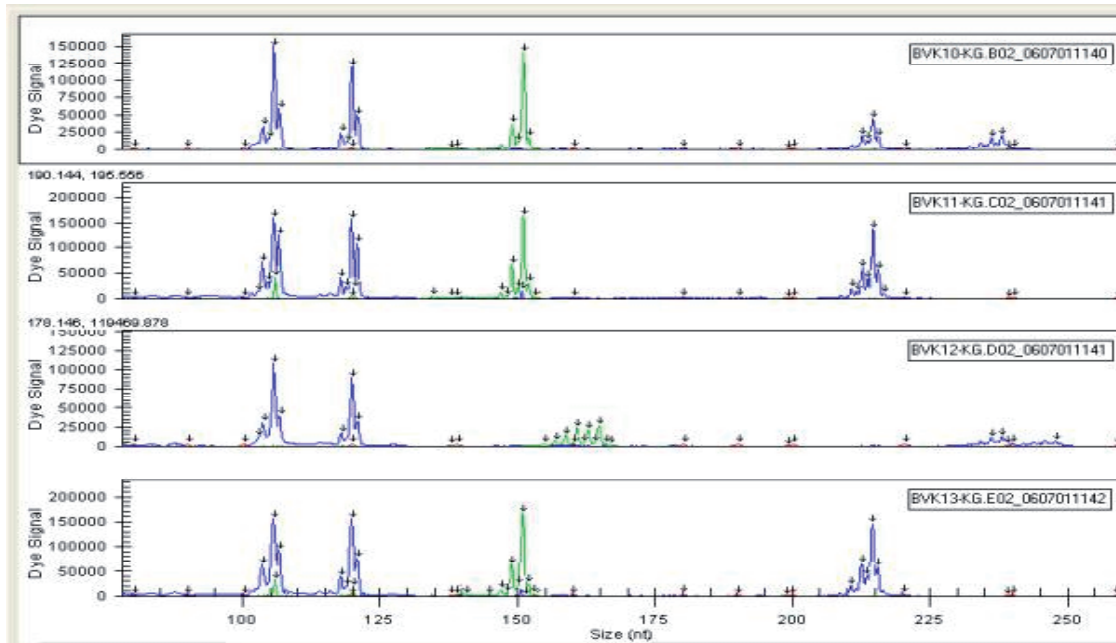 150000
125000
100000
75000
50000
25000
0
Dye Signal
BVK10-KG.B02_0607011140
190.144, 195.556
200000
150000
100000
50000
0
Dye Signal
BVK11-KG.C02_0607011141
178.146, 119469.878
150000
125000
100000
75000
50000
25000
0
Dye Signal
BVK12-KG.D02_0607011141
200000
150000
100000
50000
0
Dye Signal
BVK13-KG.E02_0607011142
100 125 150 175 200 225 250
Size (nt)